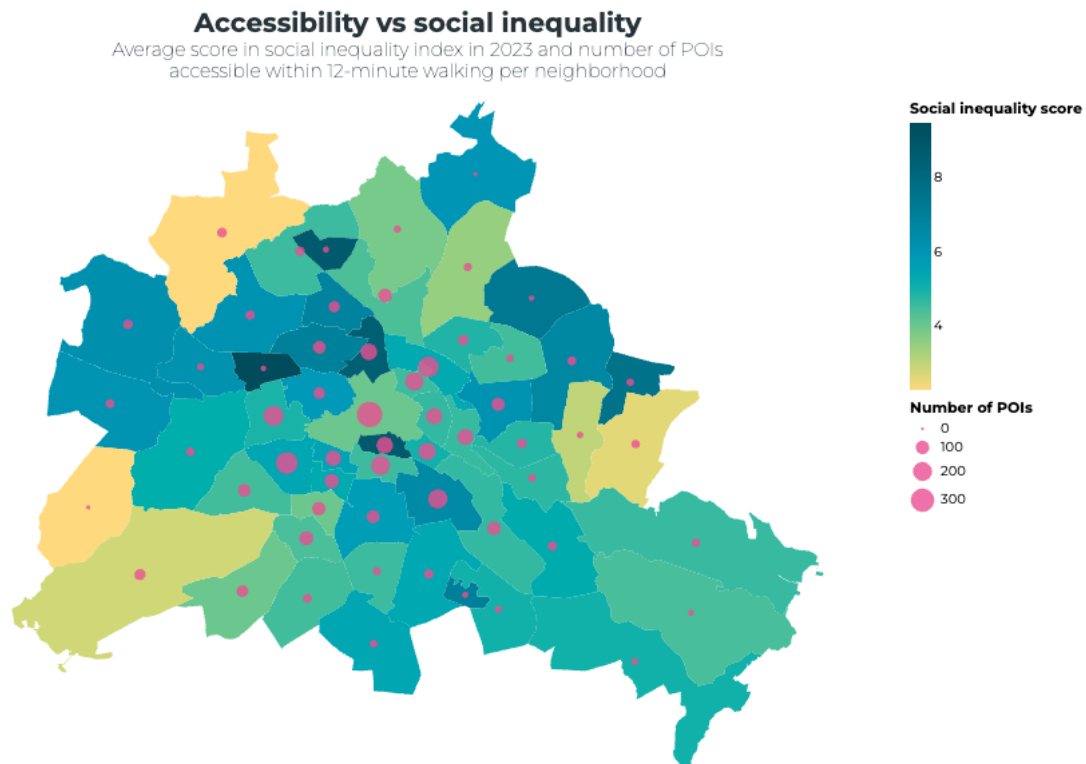 Accessibility vs social inequality
Average score in social inequality index in 2023 and number of POIs
accessible within 12-minute walking per neighborhood
Social inequality score
8
6
4
Number of POIs
0
100
200
300